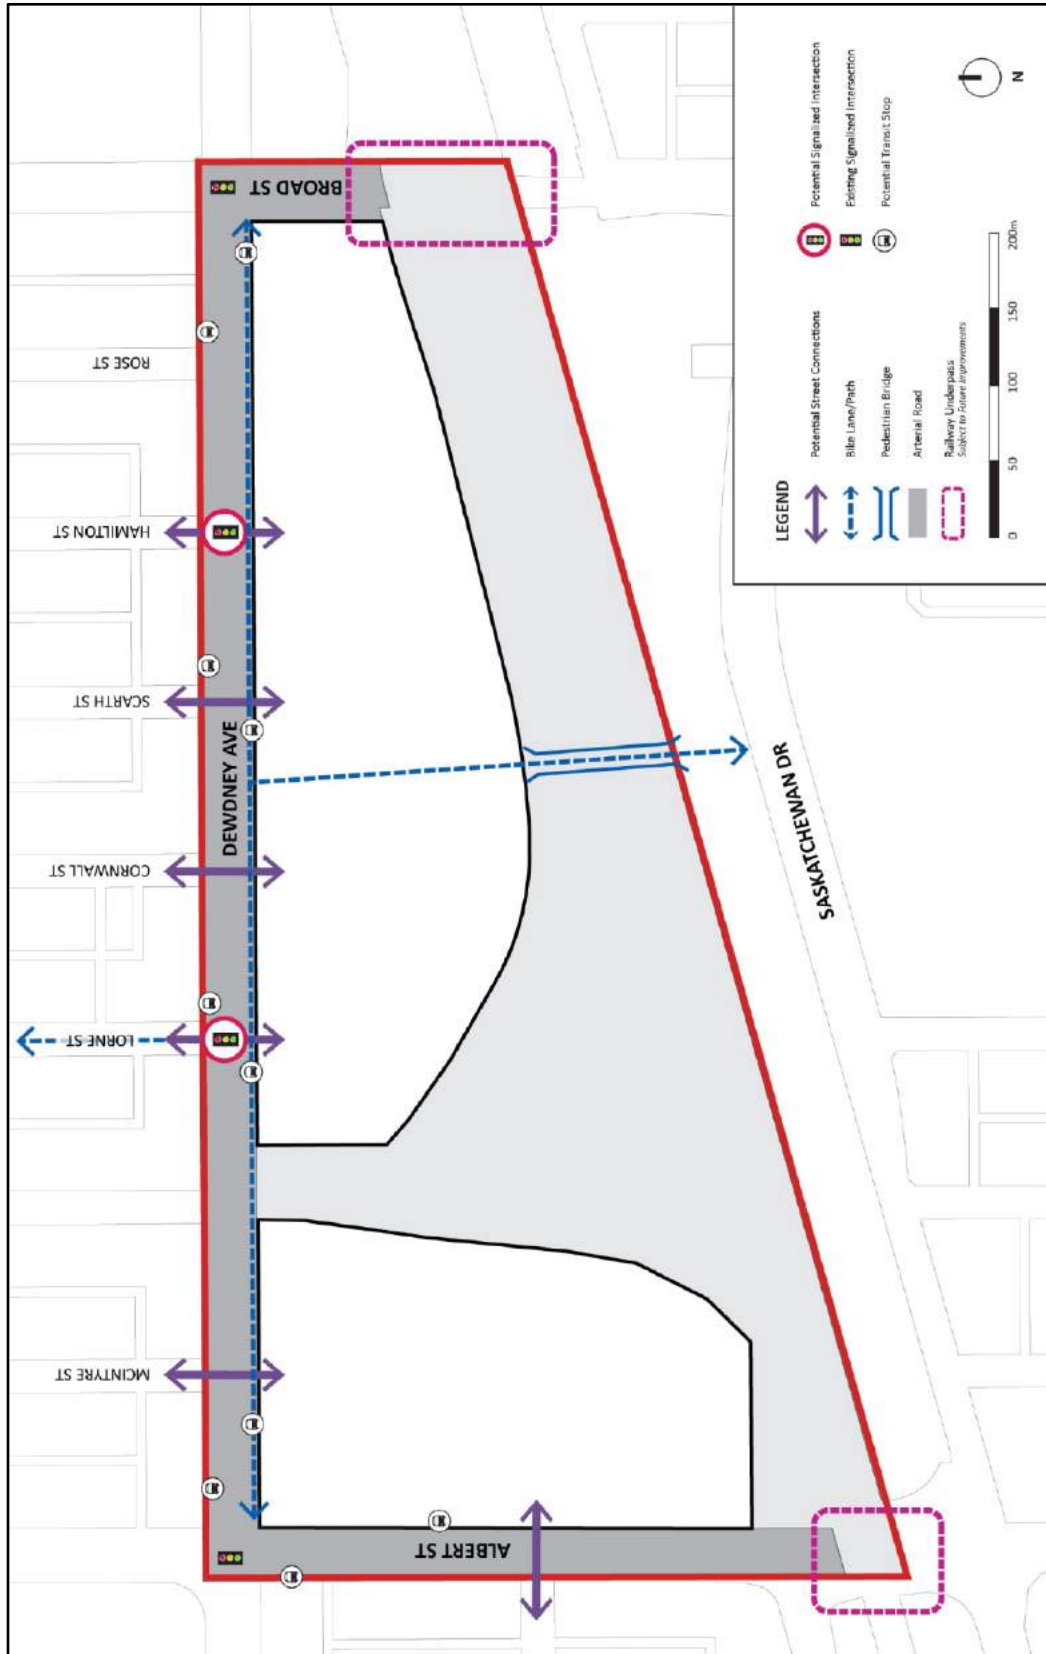 ROSE ST
HAMILTON ST
SCARTH ST
CORNWALL ST
LORNE ST
MCINTYRE ST
BROAD ST
DEWDNEY AVE
ALBERT ST
SASKATCHEWAN DR
LEGEND
Potential Street Connections
Bike Lane/Path
Pedestrian Bridge
Arterial Road
Railway Underpass
Subject to Future Improvements
Potential Signalized Intersection
Existing Signalized Intersection
Potential Transit Stop
0 50 100 150 200m
N